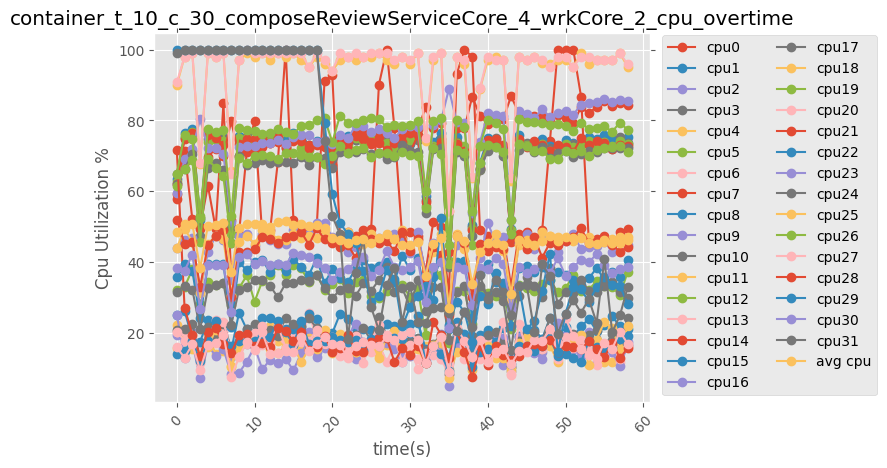 container_t_10_c_30_composeReviewServiceCore_4_wrkCore_2_cpu_overtime
Cpu Utilization %
100
80
60
40
20
0
10
20
30
40
50
60
time(s)
cpu0
cpu1
cpu2
cpu3
cpu4
cpu5
cpu6
cpu7
cpu8
cpu9
cpu10
cpu11
cpu12
cpu13
cpu14
cpu15
cpu16
cpu17
cpu18
cpu19
cpu20
cpu21
cpu22
cpu23
cpu24
cpu25
cpu26
cpu27
cpu28
cpu29
cpu30
cpu31
avg cpu